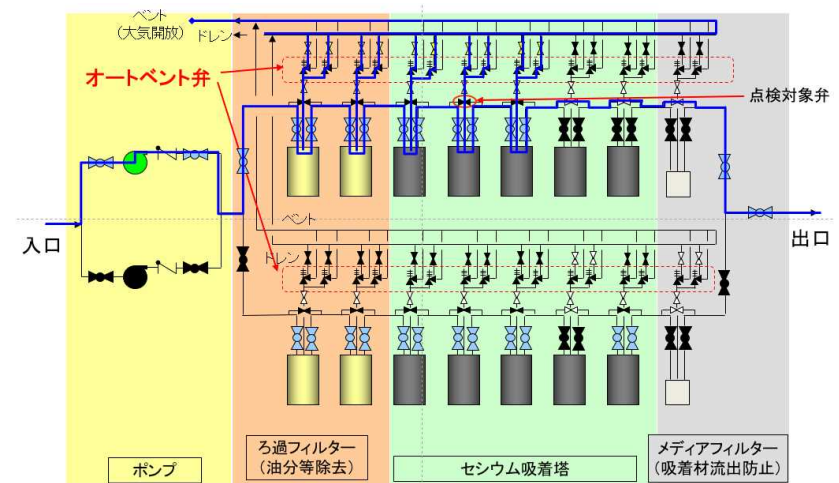 ベント
(大気開放)
ドレン
オートベント弁
点検対象弁
入口
出口
ベント
ドレン
ポンプ
ろ過フィルター
(油分等除去)
セシウム吸着塔
メディアフィルター
(吸着材流出防止)